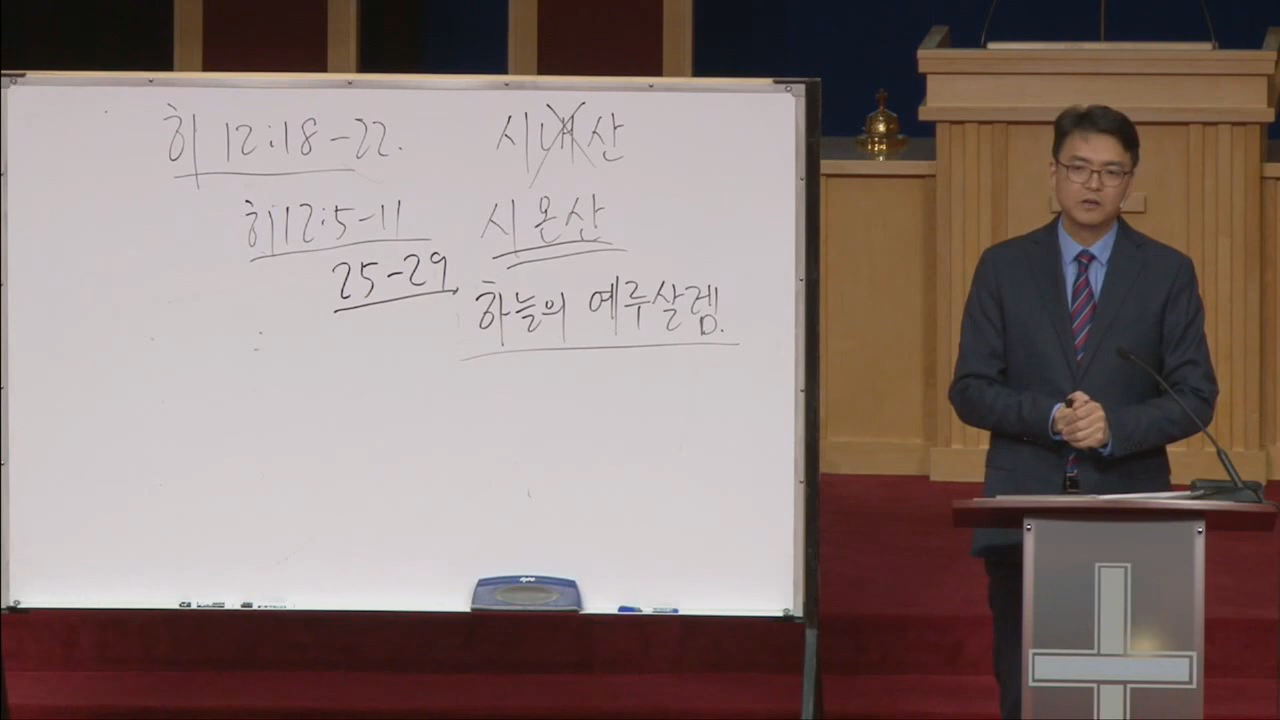 히 12:18-22.
시내산
히12:5-11
시온산
25-29
하늘의 예루살렘.
expo